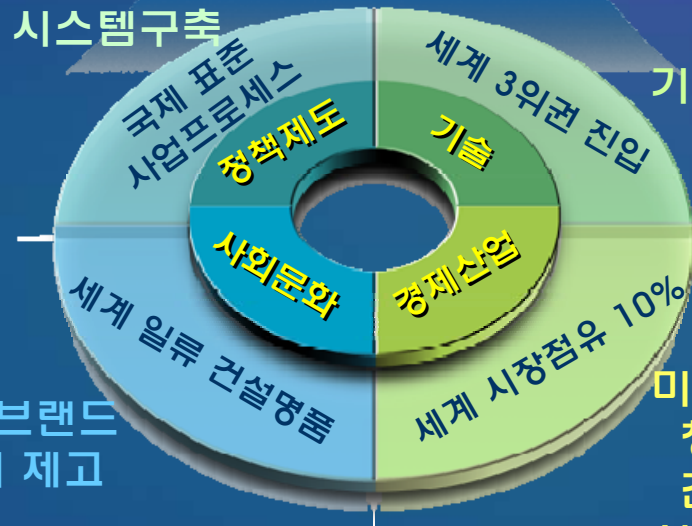 시스템구축
국제 표준
사업프로세스
세계 3위권 진입
기
정책제도
기술
사회문화
경제산업
세계 일류 건설명품
세계 시장점유 10%
브랜드
제고
미